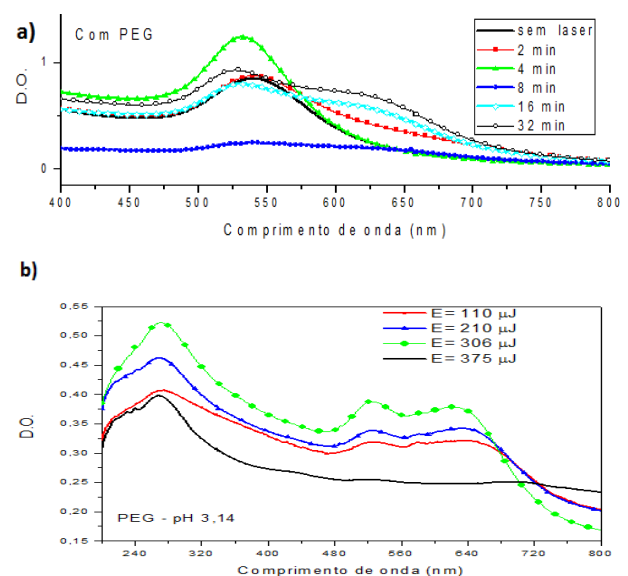 a)
Com PEG
sem laser
2 min
4 min
8 min
16 min
32 min
D.O.
1
0
400 450 500 550 600 650 700 750 800
Comprimento de onda (nm)
b)
E= 110 µJ
E= 210 µJ
E= 306 µJ
E= 375 µJ
D.O.
0,55
0,50
0,45
0,40
0,35
0,30
0,25
0,20
0,15
PEG - pH 3,14
240 320 400 480 560 640 720 800
Comprimento de onda (nm)